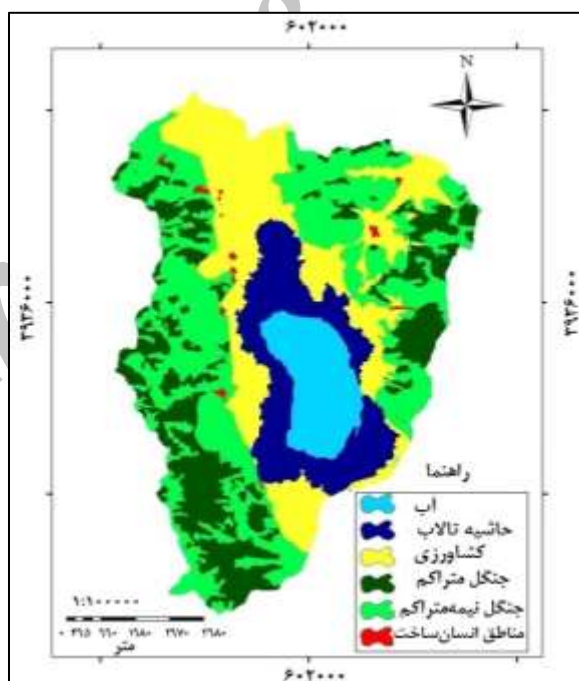 ۶۰۲۰۰۰
N
۳۹۳۶۰۰۰
۳۹۳۶۰۰۰
راهنما
اب
حاشیه تالاب
کشاورزی
جنگل متراکم
جنگل نیمه‌متراکم
مناطق انسان‌ساخت
۱:۱۰۰۰۰۰
متر
۶۰۲۰۰۰